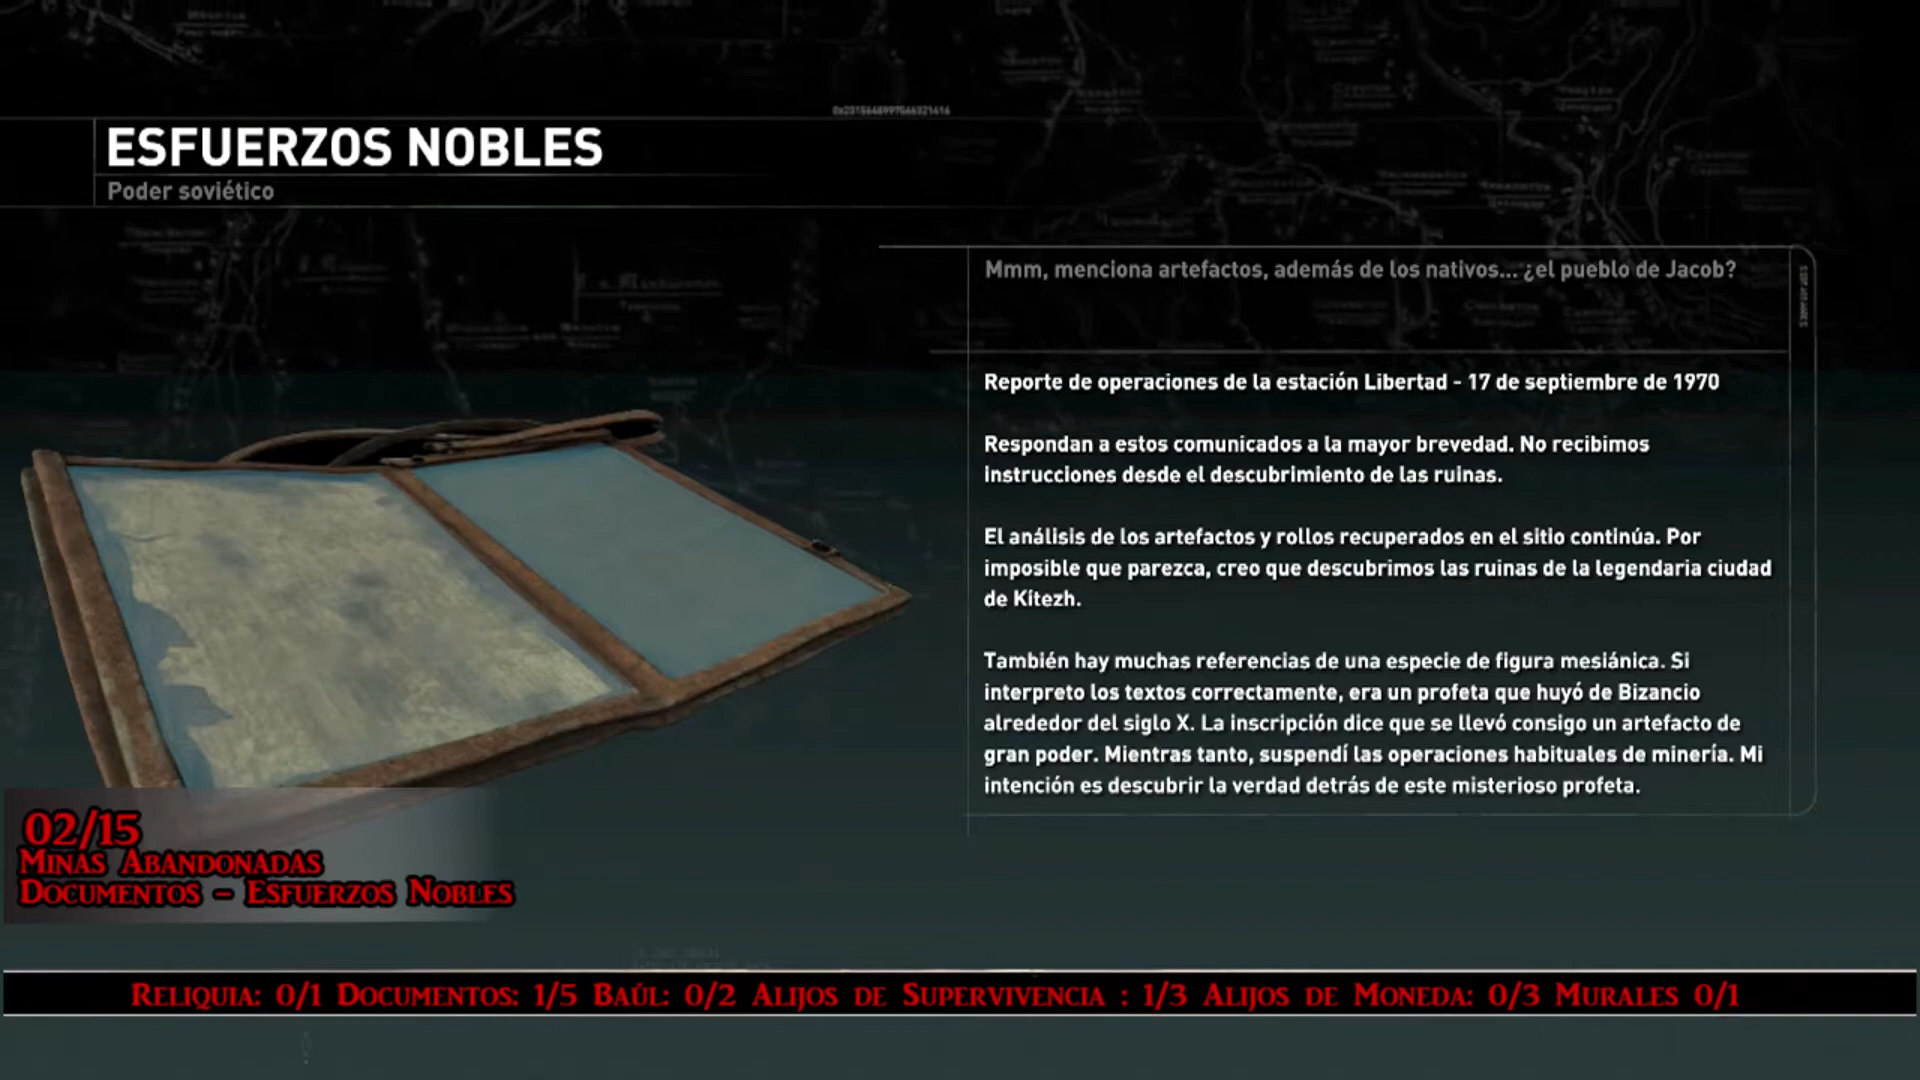 0x2015648997566321416
ESFUERZOS NOBLES
Poder soviético
Mmm, menciona artefactos, además de los nativos... ¿el pueblo de Jacob?
Reporte de operaciones de la estación Libertad - 17 de septiembre de 1970
Respondan a estos comunicados a la mayor brevedad. No recibimos
instrucciones desde el descubrimiento de las ruinas.
El análisis de los artefactos y rollos recuperados en el sitio continúa. Por
imposible que parezca, creo que descubrimos las ruinas de la legendaria ciudad
de Kítezh.
También hay muchas referencias de una especie de figura mesiánica. Si
interpreto los textos correctamente, era un profeta que huyó de Bizancio
alrededor del siglo X. La inscripción dice que se llevó consigo un artefacto de
gran poder. Mientras tanto, suspendí las operaciones habituales de minería. Mi
intención es descubrir la verdad detrás de este misterioso profeta.
02/15
Minas Abandonadas
Documentos - Esfuerzos Nobles
Reliquia: 0/1 Documentos: 1/5 Baúl: 0/2 Alijos de Supervivencia : 1/3 Alijos de Moneda: 0/3 Murales 0/1